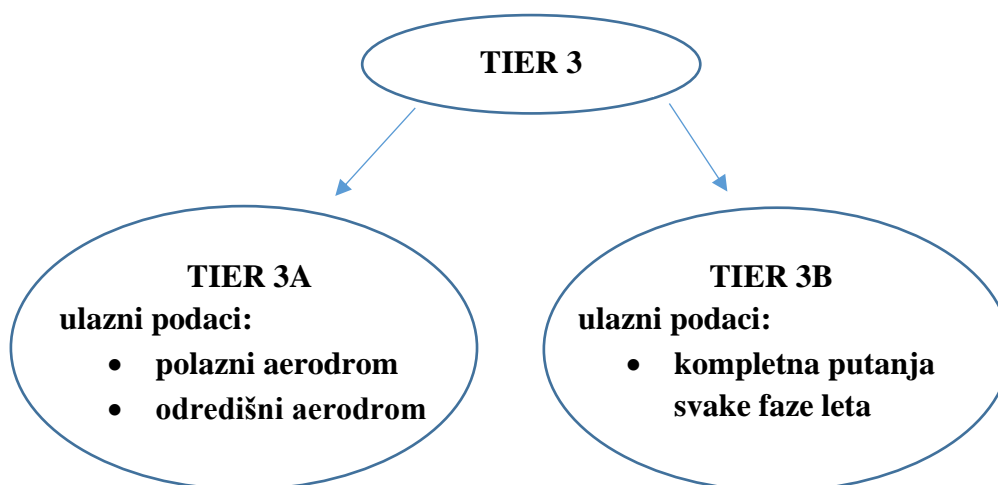 TIER 3
TIER 3A
ulazni podaci:
• polazni aerodrom
• odredišni aerodrom
TIER 3B
ulazni podaci:
• kompletna putanja
svake faze leta